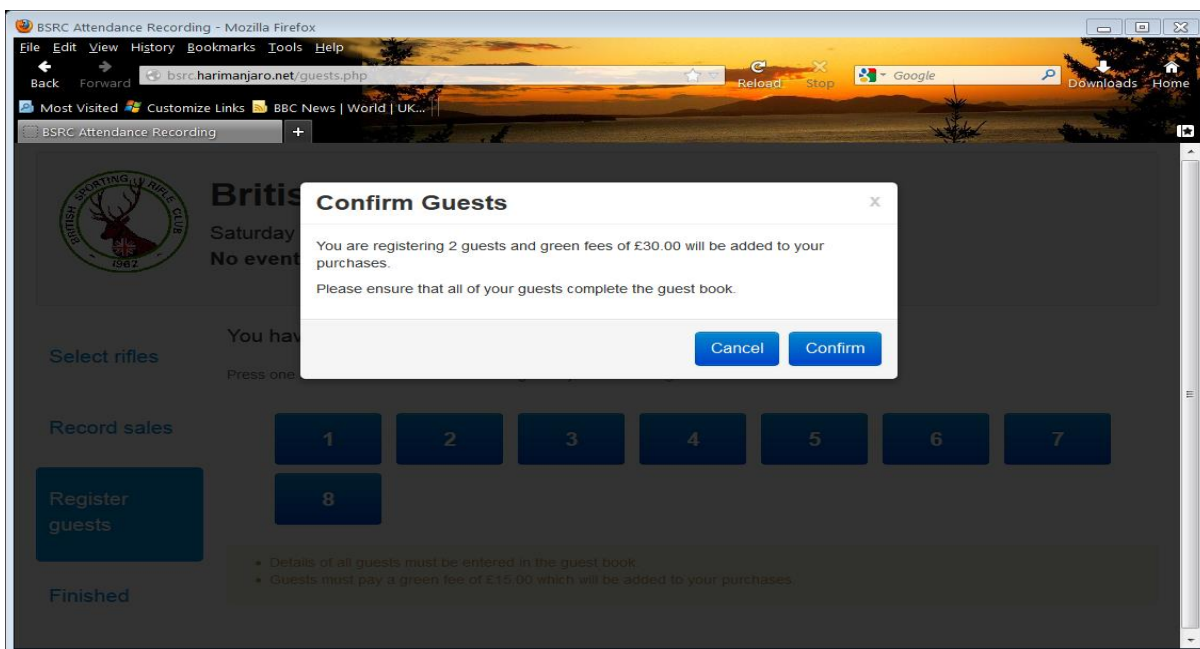 BSRC Attendance Recording - Mozilla Firefox
File Edit View History Bookmarks Tools Help
Back Forward bsrc.harimanjaro.net/guests.php Reload Stop Google Downloads Home
Most Visited Customize Links BBC News | World | UK...
BSRC Attendance Recording +
BRITISH SPORTING RIFLE CLUB
1962
Britis
Saturday
No event
Confirm Guests x
You are registering 2 guests and green fees of £30.00 will be added to your
purchases.
Please ensure that all of your guests complete the guest book.
Cancel Confirm
You hav
Press one
Select rifles
Record sales
Register
guests
Finished
1 2 3 4 5 6 7
8
• Details of all guests must be entered in the guest book
• Guests must pay a green fee of £15.00 which will be added to your purchases.